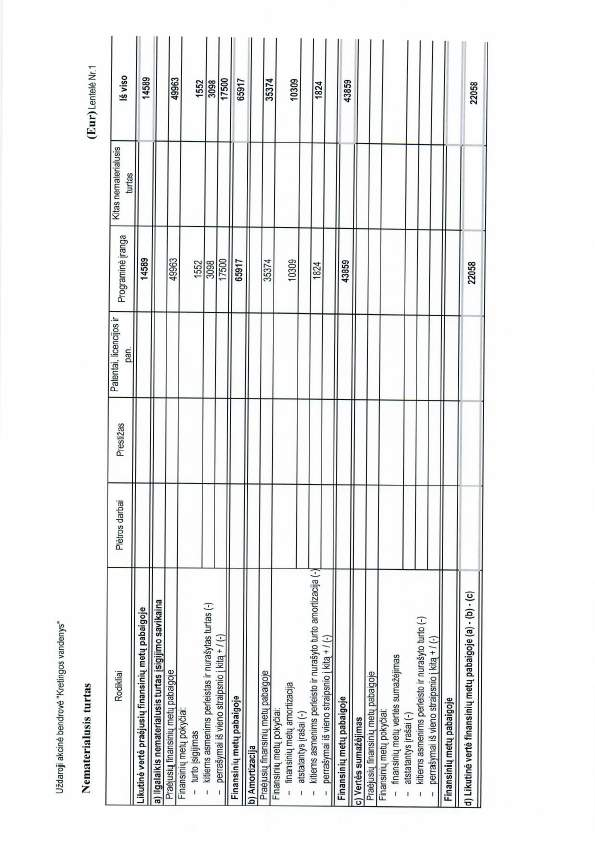 Uždaroji akcinė bendrovė "Kretingos vandenys"
Nematerialusis turtas
(Eur) Lentelė Nr.1
Rodikliai Plėtros darbai Prestižas Patentai, licencijos ir pan. Programinė įranga Kitas nematerialusis turtas Iš viso
Likutinė vertė praėjusių finansinių metų pabaigoje 14589 14589
a) Ilgalaikis nematerialusis turtas įsigijimo savikaina
Praėjusių finansinių metų pabaigoje 49963 49963
Finansinių metų pokyčiai:
– turto įsigijimas 1552 1552
– kitiems asmenims perleistas ir nurašytas turtas (-) 3098 3098
– perrašymai iš vieno straipsnio į kitą + / (-) 17500 17500
Finansinių metų pabaigoje 65917 65917
b) Amortizacija
Praėjusių finansinių metų pabaigoje 35374 35374
Finansinių metų pokyčiai:
– finansinių metų amortizacija 10309 10309
– atstatantys įrašai (-)
– kitiems asmenims perleisto ir nurašyto turto amortizacija (-) 1824 1824
– perrašymai iš vieno straipsnio į kitą + / (-)
Finansinių metų pabaigoje 43859 43859
c) Vertės sumažėjimas
Praėjusių finansinių metų pabaigoje
Finansinių metų pokyčiai:
– finansinių metų vertės sumažėjimas
– atstatantys įrašai (-)
– kitiems asmenims perleisto ir nurašyto turto (-)
– perrašymai iš vieno straipsnio į kitą + / (-)
Finansinių metų pabaigoje
d) Likutinė vertė finansinių metų pabaigoje (a) - (b) - (c) 22058 22058